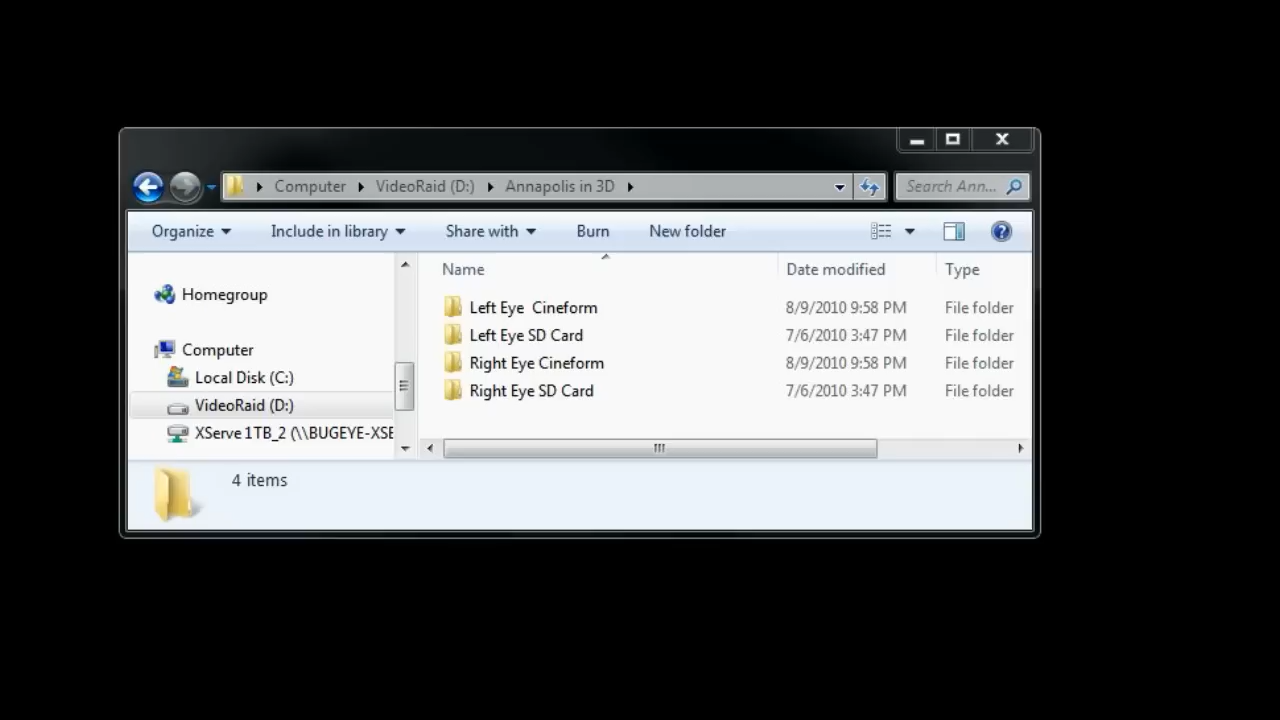 Computer VideoRaid (D:) Annapolis in 3D Search Ann...
Organize Include in library Share with Burn New folder
Name Date modified Type
Homegroup
Computer
Local Disk (C:)
VideoRaid (D:)
XServe 1TB_2 (\\BUGEYE-XSE
Left Eye  Cineform 8/9/2010 9:58 PM File folder
Left Eye SD Card 7/6/2010 3:47 PM File folder
Right Eye Cineform 8/9/2010 9:58 PM File folder
Right Eye SD Card 7/6/2010 3:47 PM File folder
4 items